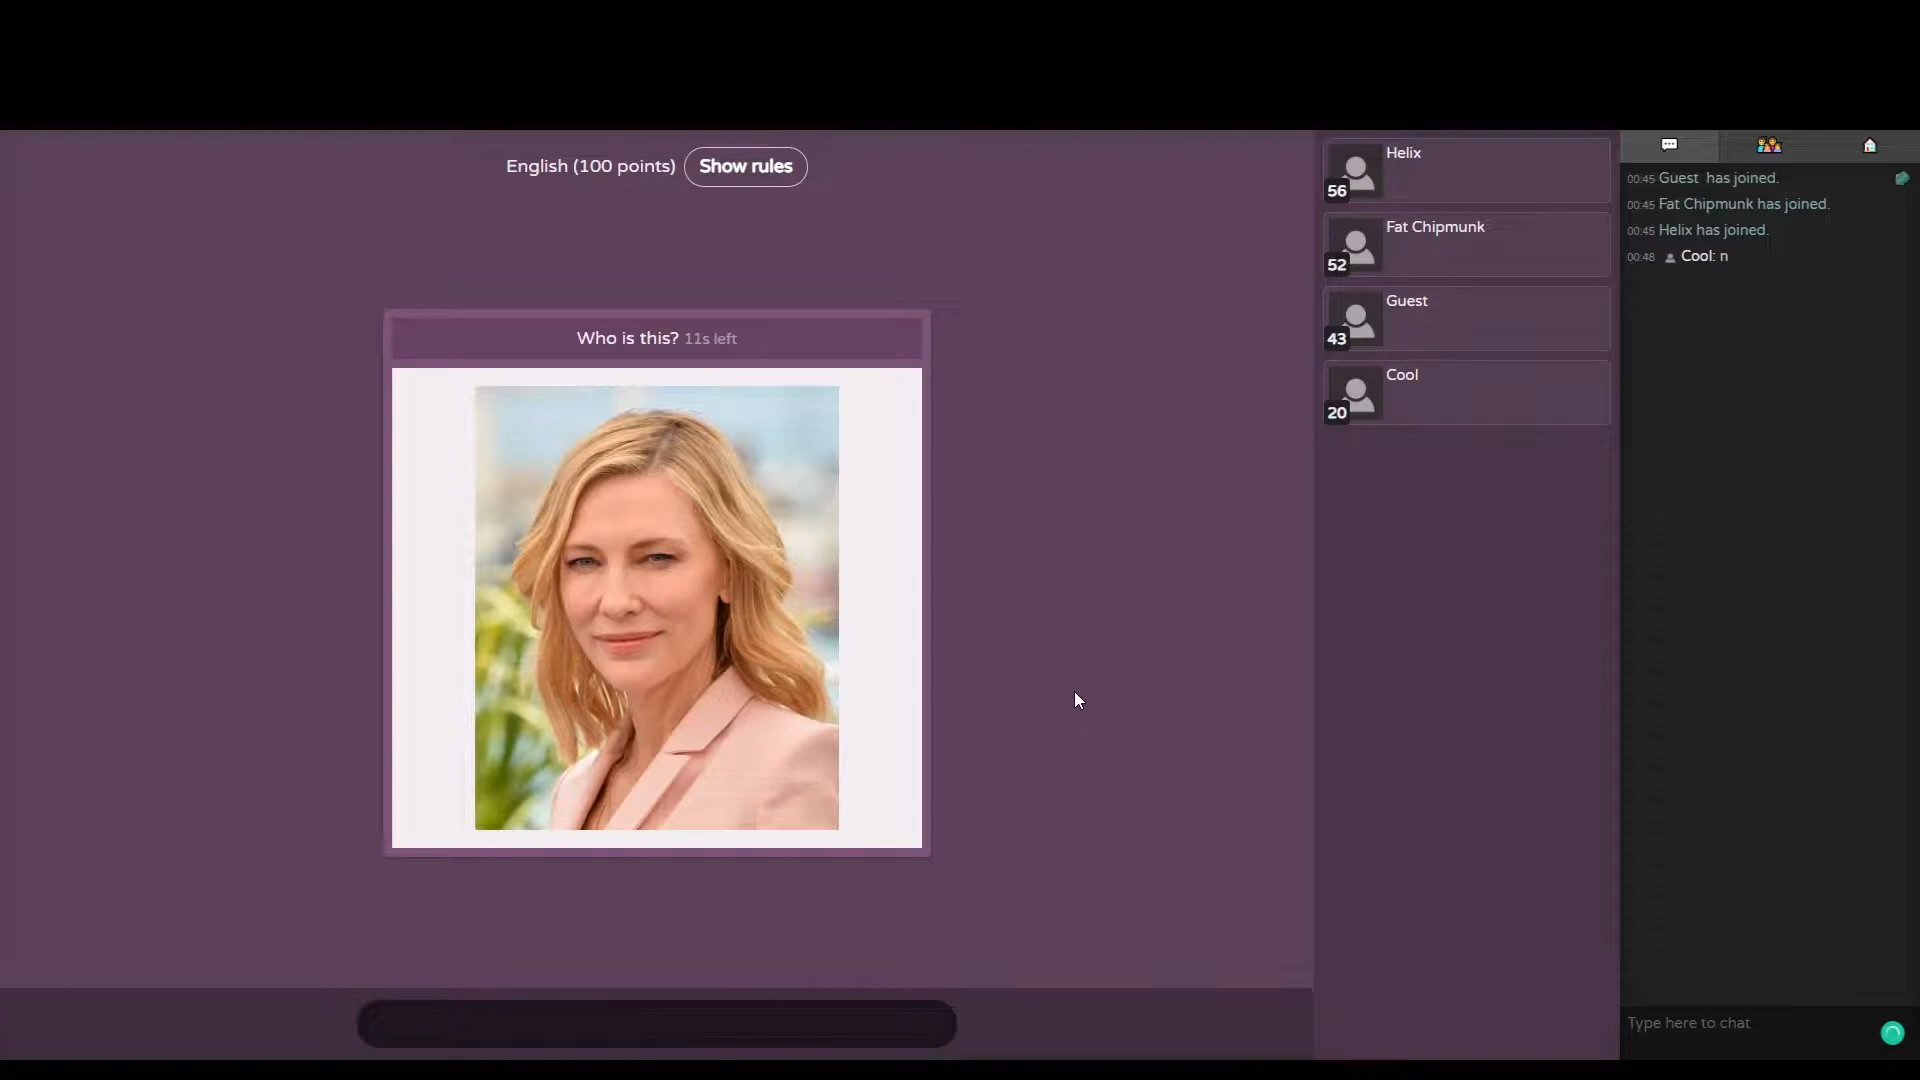 English (100 points) Show rules
Who is this? 11s left
Helix
56
Fat Chipmunk
52
Guest
43
Cool
20
00:45 Guest has joined.
00:45 Fat Chipmunk has joined.
00:45 Helix has joined.
00:48 Cool: n
Type here to chat